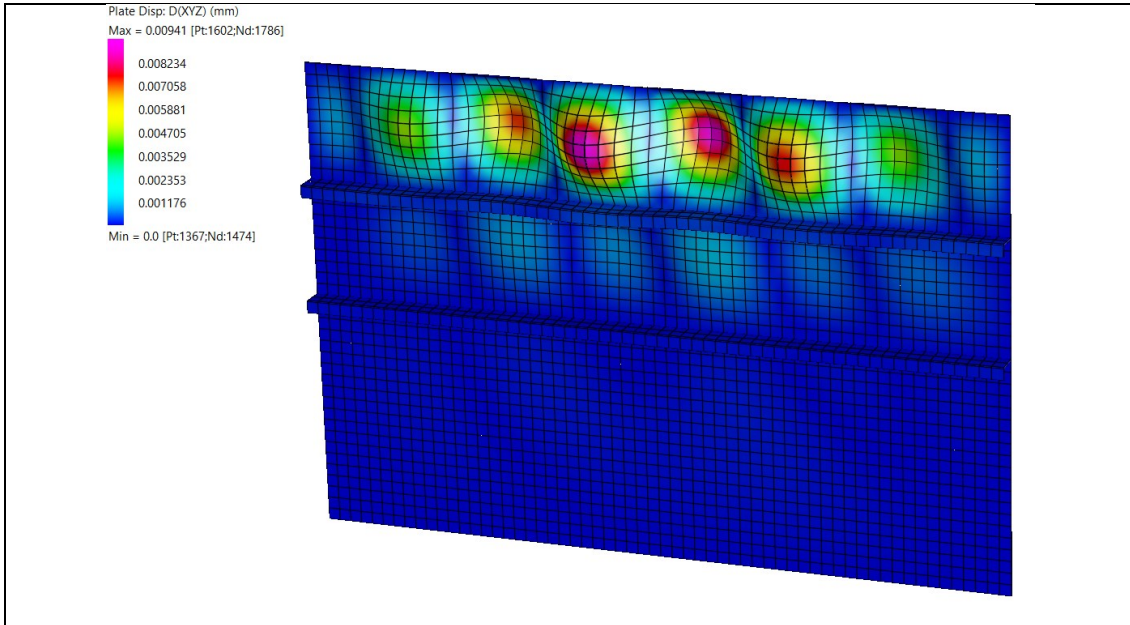 Plate Disp: D(XYZ) (mm)
Max = 0.00941 [Pt:1602;Nd:1786]
0.008234
0.007058
0.005881
0.004705
0.003529
0.002353
0.001176
Min = 0.0 [Pt:1367;Nd:1474]